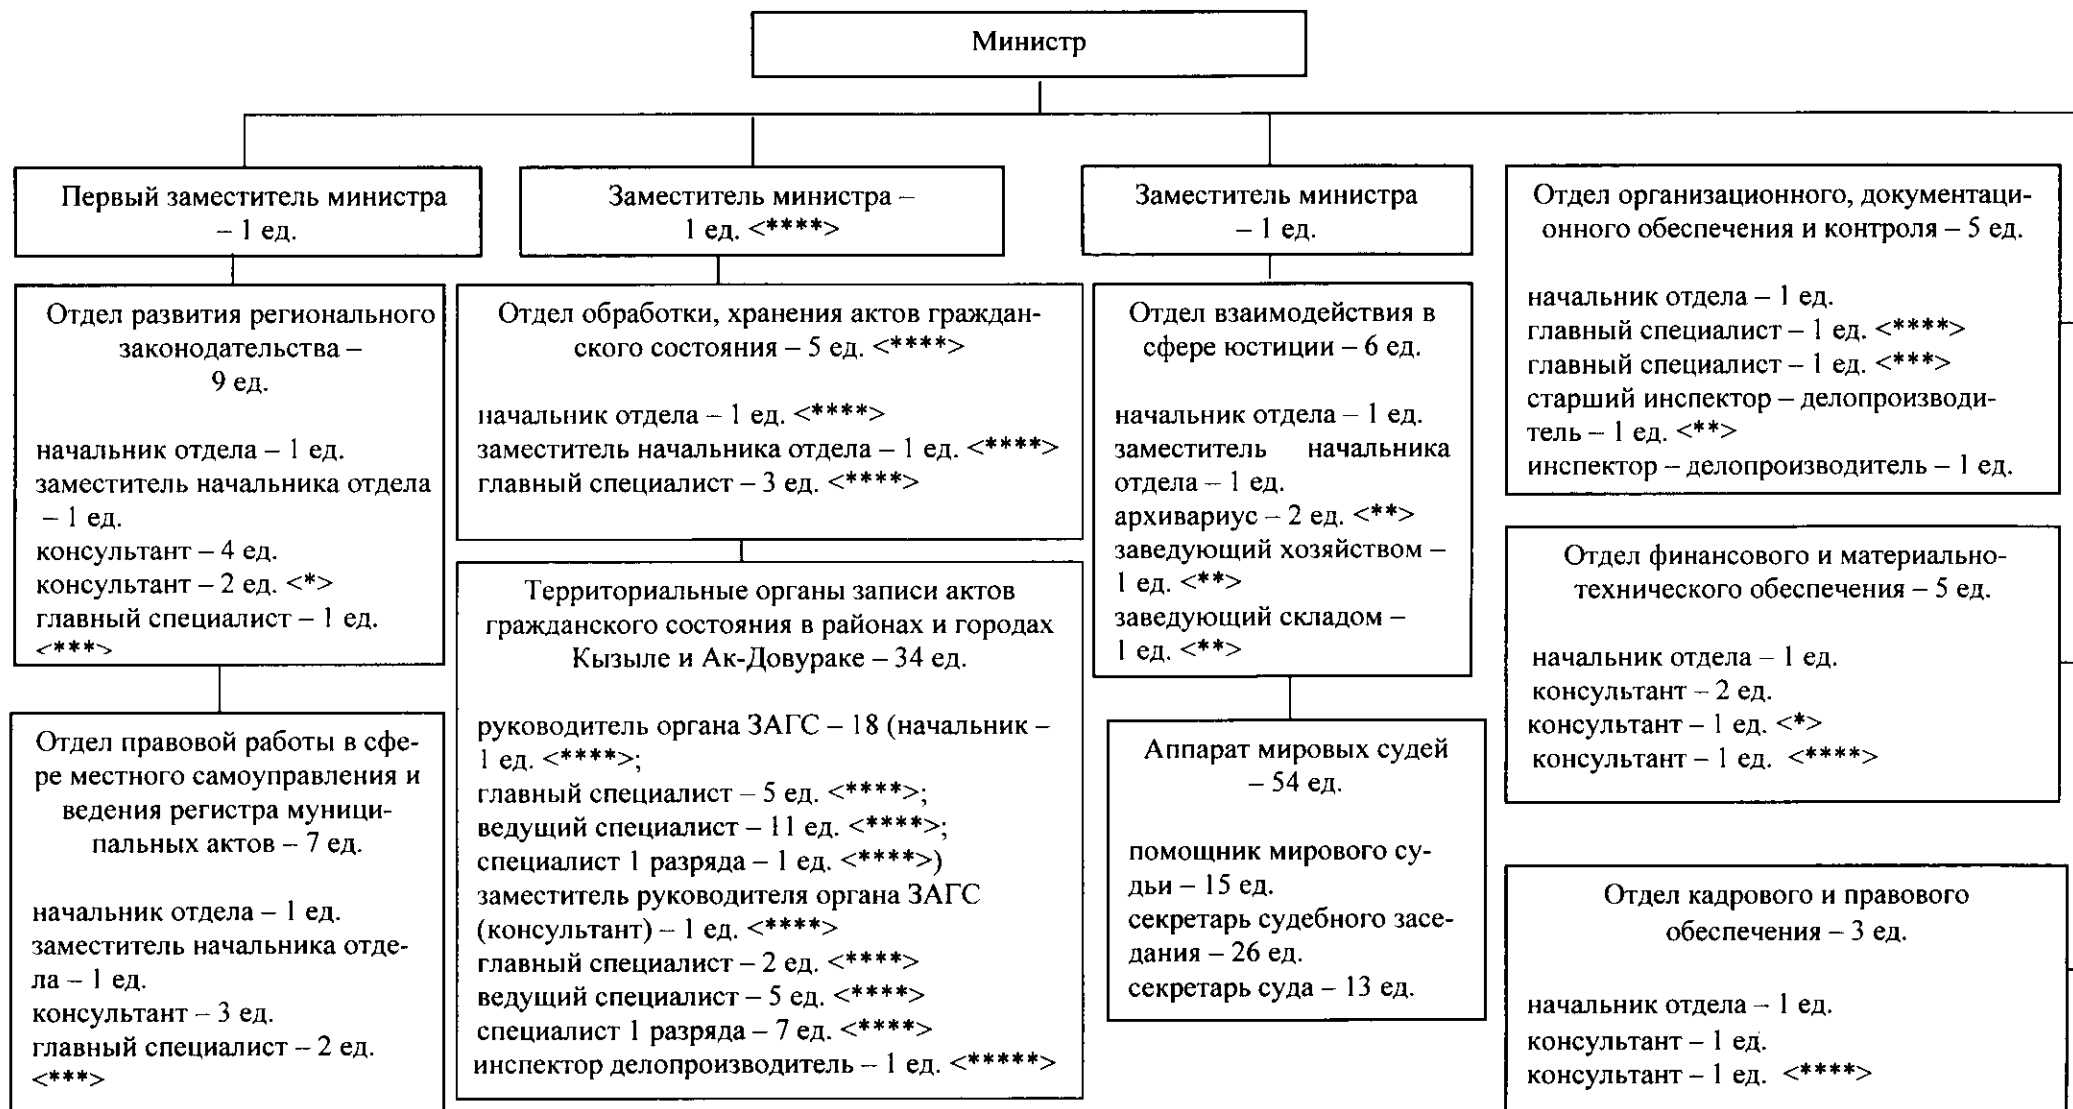 Министр
Первый заместитель министра
– 1 ед.
Заместитель министра –
1 ед. <****>
Заместитель министра
– 1 ед.
Отдел организационного, документаци-
онного обеспечения и контроля – 5 ед.
начальник отдела – 1 ед.
главный специалист – 1 ед. <****>
главный специалист – 1 ед. <***>
старший инспектор – делопроизводи-
тель – 1 ед. <**>
инспектор – делопроизводитель – 1 ед.
Отдел развития регионального
законодательства –
9 ед.
начальник отдела – 1 ед.
заместитель начальника отдела
– 1 ед.
консультант – 4 ед.
консультант – 2 ед. <*>
главный специалист – 1 ед.
<***>
Отдел обработки, хранения актов граждан-
ского состояния – 5 ед. <****>
начальник отдела – 1 ед. <****>
заместитель начальника отдела – 1 ед. <****>
главный специалист – 3 ед. <****>
Отдел взаимодействия в
сфере юстиции – 6 ед.
начальник отдела – 1 ед.
заместитель начальника
отдела – 1 ед.
архивариус – 2 ед. <**>
заведующий хозяйством –
1 ед. <**>
заведующий складом –
1 ед. <**>
Отдел финансового и материально-
технического обеспечения – 5 ед.
начальник отдела – 1 ед.
консультант – 2 ед.
консультант – 1 ед. <*>
консультант – 1 ед. <****>
Территориальные органы записи актов
гражданского состояния в районах и городах
Кызыле и Ак-Довураке – 34 ед.
руководитель органа ЗАГС – 18 (начальник –
1 ед. <****>;
главный специалист – 5 ед. <****>;
ведущий специалист – 11 ед. <****>;
специалист 1 разряда – 1 ед. <****>)
заместитель руководителя органа ЗАГС
(консультант) – 1 ед. <****>
главный специалист – 2 ед. <****>
ведущий специалист – 5 ед. <****>
специалист 1 разряда – 7 ед. <****>
инспектор делопроизводитель – 1 ед. <*****>
Отдел правовой работы в сфе-
ре местного самоуправления и
ведения регистра муници-
пальных актов – 7 ед.
начальник отдела – 1 ед.
заместитель начальника отде-
ла – 1 ед.
консультант – 3 ед.
главный специалист – 2 ед.
<***>
Аппарат мировых судей
– 54 ед.
помощник мирового су-
дьи – 15 ед.
секретарь судебного засе-
дания – 26 ед.
секретарь суда – 13 ед.
Отдел кадрового и правового
обеспечения – 3 ед.
начальник отдела – 1 ед.
консультант – 1 ед.
консультант – 1 ед. <****>